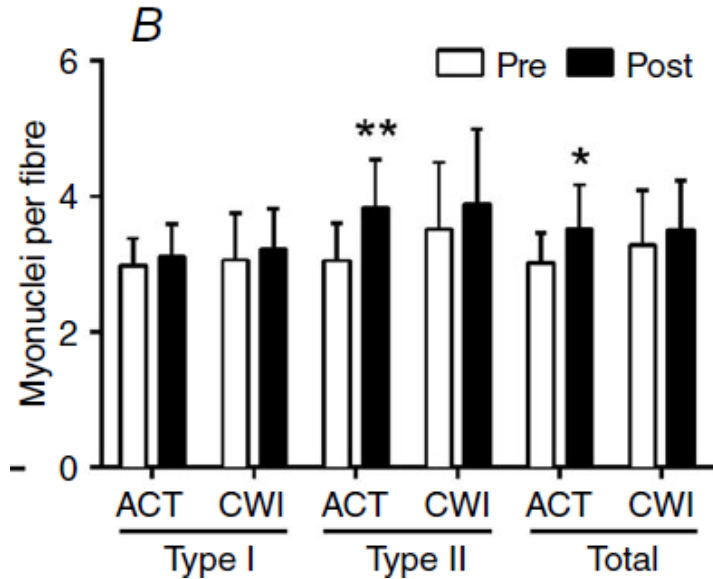 B
Pre Post
Myonuclei per fibre
6
4
2
0
** *
ACT CWI ACT CWI ACT CWI
Type I Type II Total